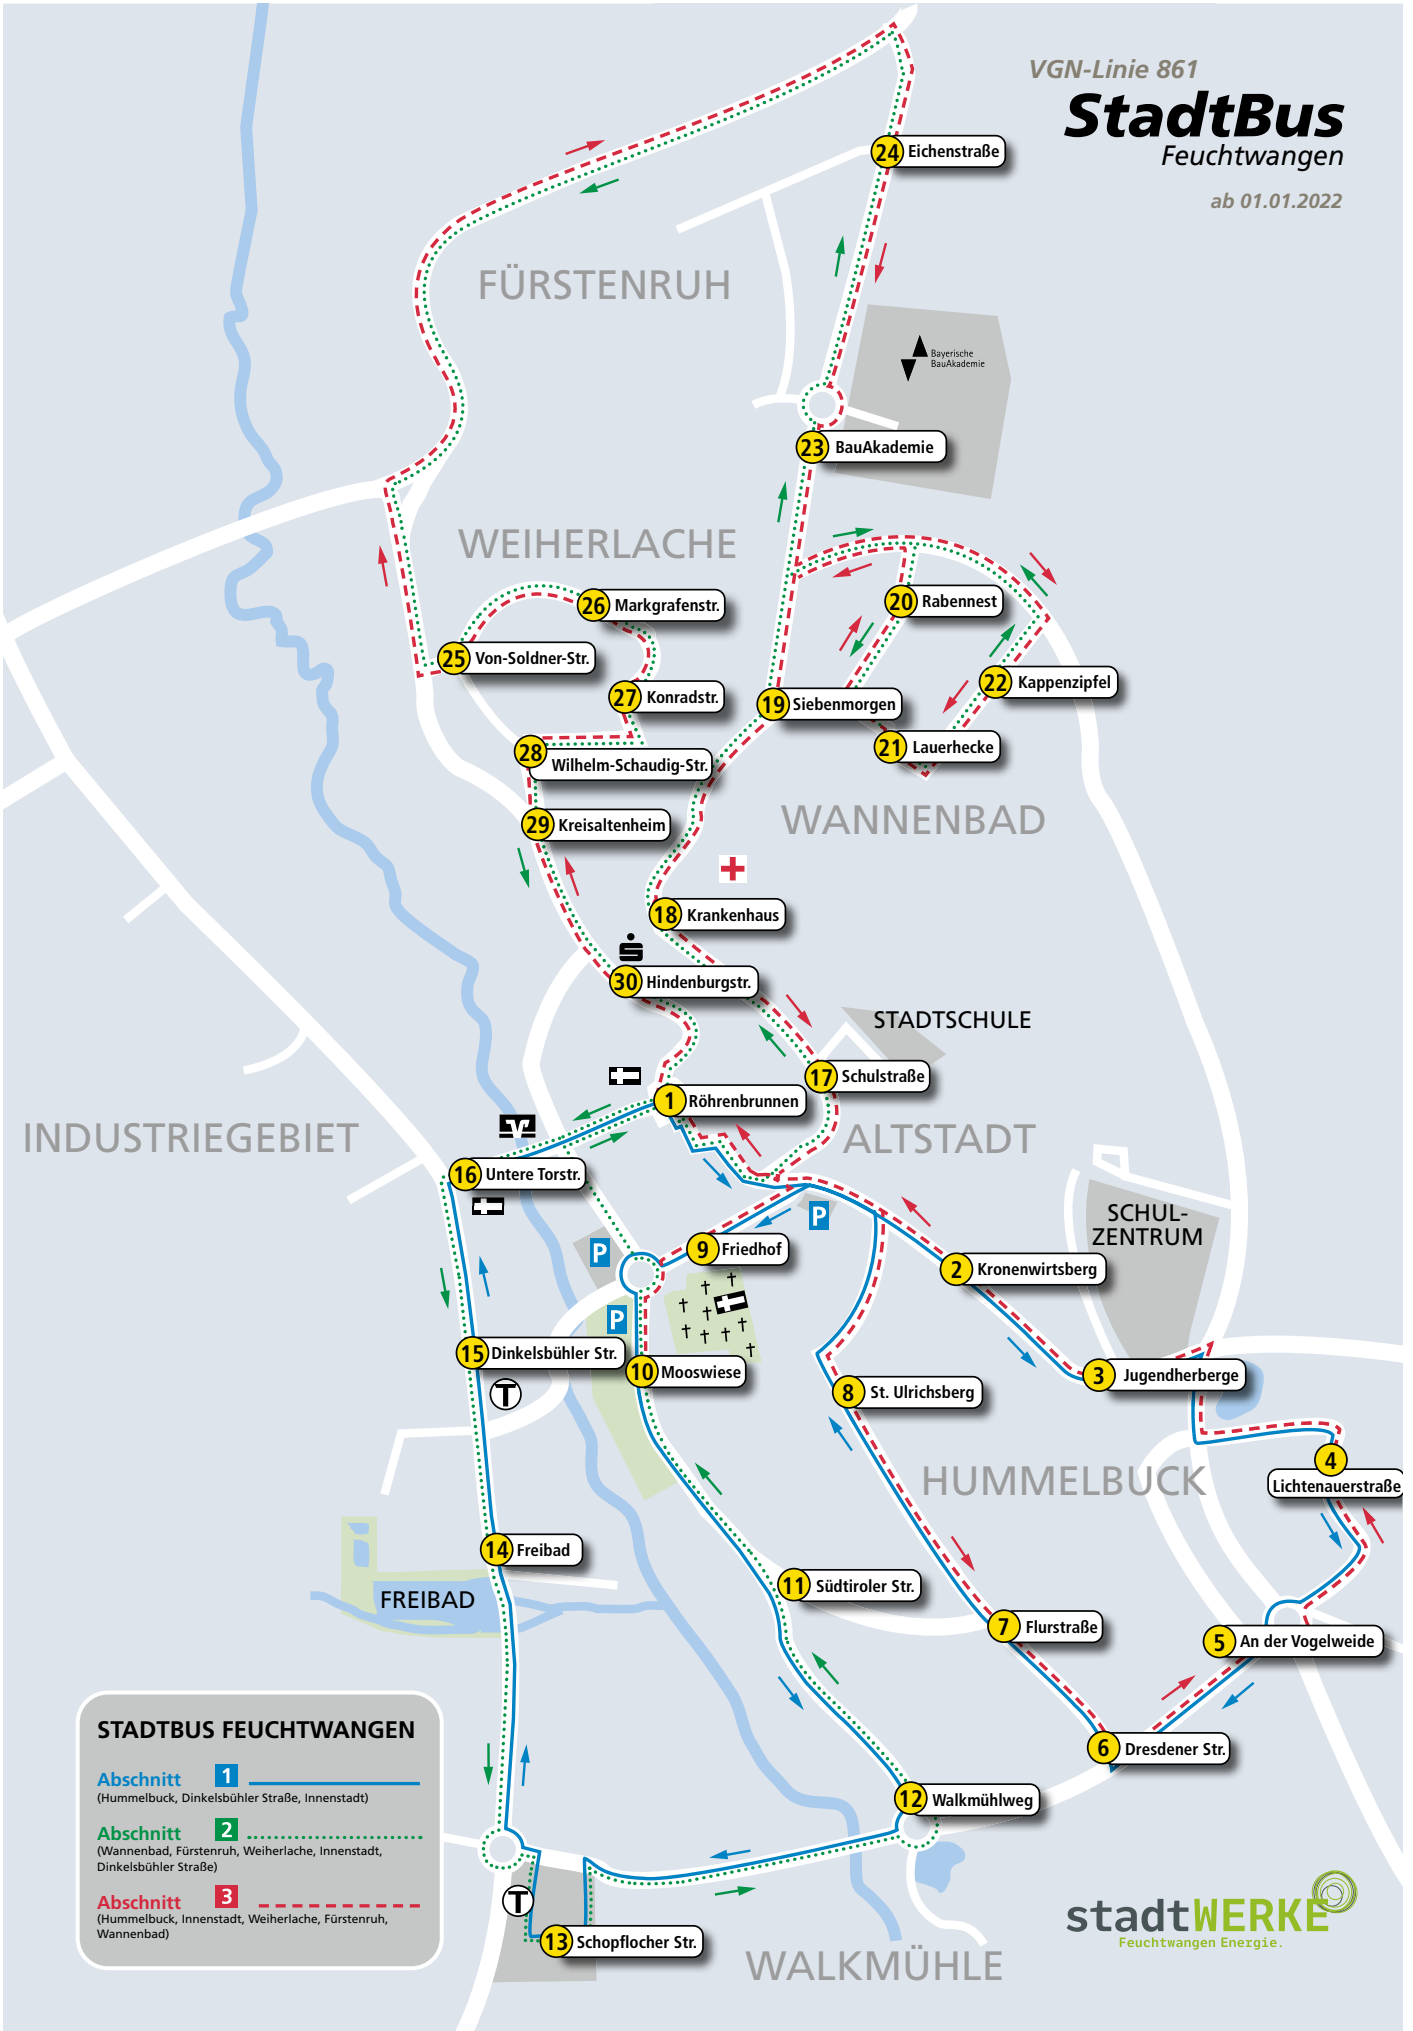 VGN-Linie 861
StadtBus
Feuchtwangen
ab 01.01.2022
24 Eichenstraße
FÜRSTENRUH
Bayerische
BauAkademie
23 BauAkademie
WEIHERLACHE
26 Markgrafenstr.
20 Rabennest
25 Von-Soldner-Str.
27 Konradstr.
22 Kappenzipfel
19 Siebenmorgen
21 Lauerhecke
28 Wilhelm-Schaudig-Str.
29 Kreisaltenheim
WANNENBAD
18 Krankenhaus
30 Hindenburgstr.
STADTSCHULE
17 Schulstraße
1 Röhrenbrunnen
INDUSTRIEGEBIET
ALTSTADT
16 Untere Torstr.
P
SCHUL-
ZENTRUM
9 Friedhof
P
2 Kronenwirtsberg
P
15 Dinkelsbühler Str.
10 Mooswiese
3 Jugendherberge
T
8 St. Ulrichsberg
HUMMELBUCK
4
Lichtenauerstraße
14 Freibad
11 Südtiroler Str.
FREIBAD
7 Flurstraße
5 An der Vogelweide
6 Dresdener Str.
12 Walkmühlweg
T
13 Schopflocher Str.
WALKMÜHLE
STADTBUS FEUCHTWANGEN
Abschnitt 1
(Hummelbuck, Dinkelsbühler Straße, Innenstadt)
Abschnitt 2
(Wannenbad, Fürstenruh, Weiherlache, Innenstadt,
Dinkelsbühler Straße)
Abschnitt 3
(Hummelbuck, Innenstadt, Weiherlache, Fürstenruh,
Wannenbad)
stadtWERKE
Feuchtwangen Energie.